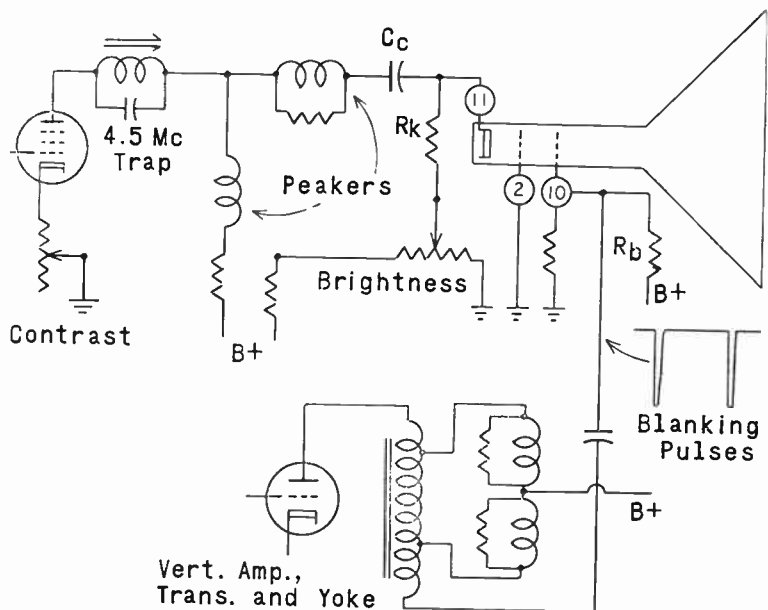 Cc
11
4.5 Mc
Trap
Rk
Peakers
2
10
Rb
B+
Brightness
Contrast
B+
Blanking
Pulses
B+
Vert. Amp.,
Trans. and Yoke